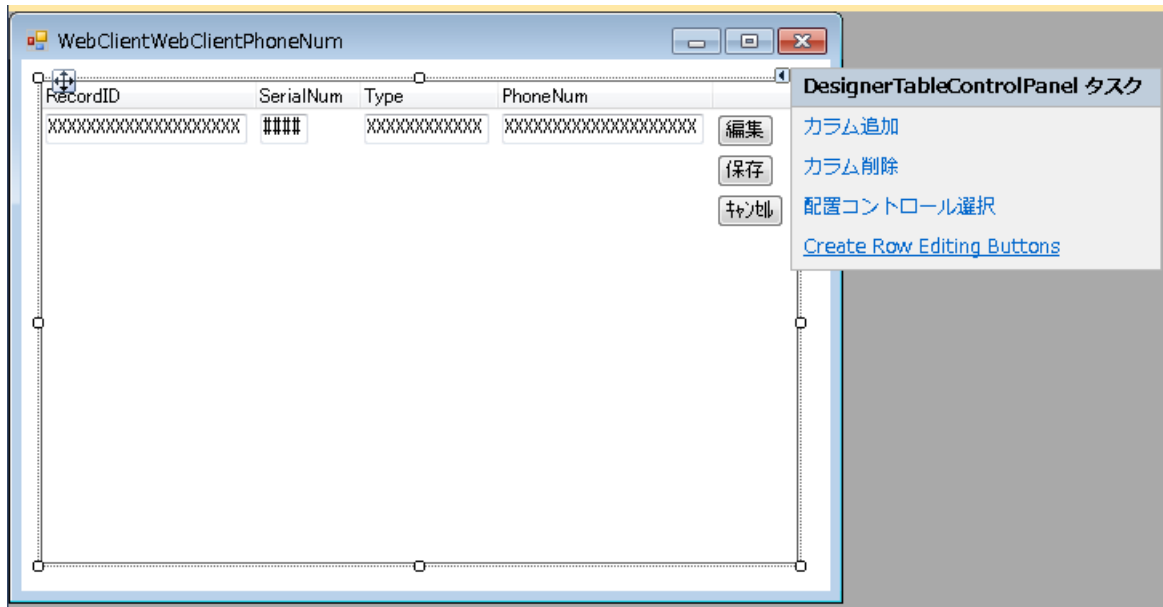 WebClientWebClientPhoneNum
DesignerTableControlPanel タスク
RecordID SerialNum Type PhoneNum
XXXXXXXXXXXXXXXXXXXX #### XXXXXXXXXXXX XXXXXXXXXXXXXXXXXXXX 編集
カラム追加
保存
カラム削除
ｷｬﾝｾﾙ
配置コントロール選択
Create Row Editing Buttons